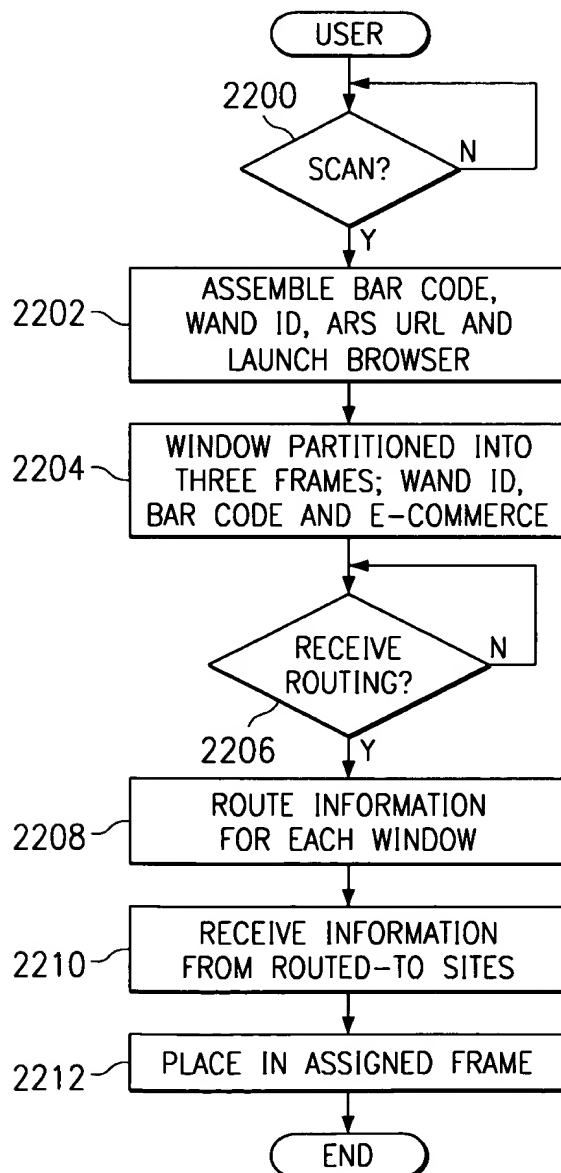 USER
2200
SCAN?
N
Y
2202
ASSEMBLE BAR CODE,
WAND ID, ARS URL AND
LAUNCH BROWSER
2204
WINDOW PARTITIONED INTO
THREE FRAMES; WAND ID,
BAR CODE AND E-COMMERCE
RECEIVE
ROUTING?
N
2206
Y
2208
ROUTE INFORMATION
FOR EACH WINDOW
2210
RECEIVE INFORMATION
FROM ROUTED-TO SITES
2212
PLACE IN ASSIGNED FRAME
END